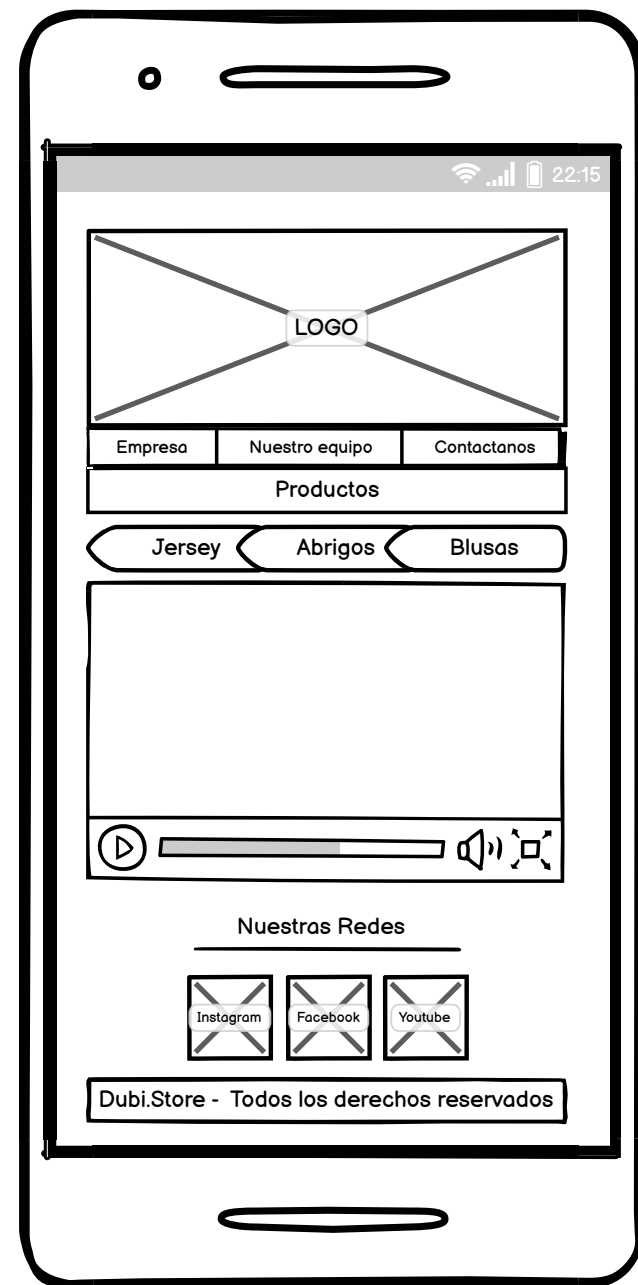 22:15
LOGO
Empresa Nuestro equipo Contactanos
Productos
Jersey Abrigos Blusas
Nuestras Redes
Instagram Facebook Youtube
Dubi.Store - Todos los derechos reservados